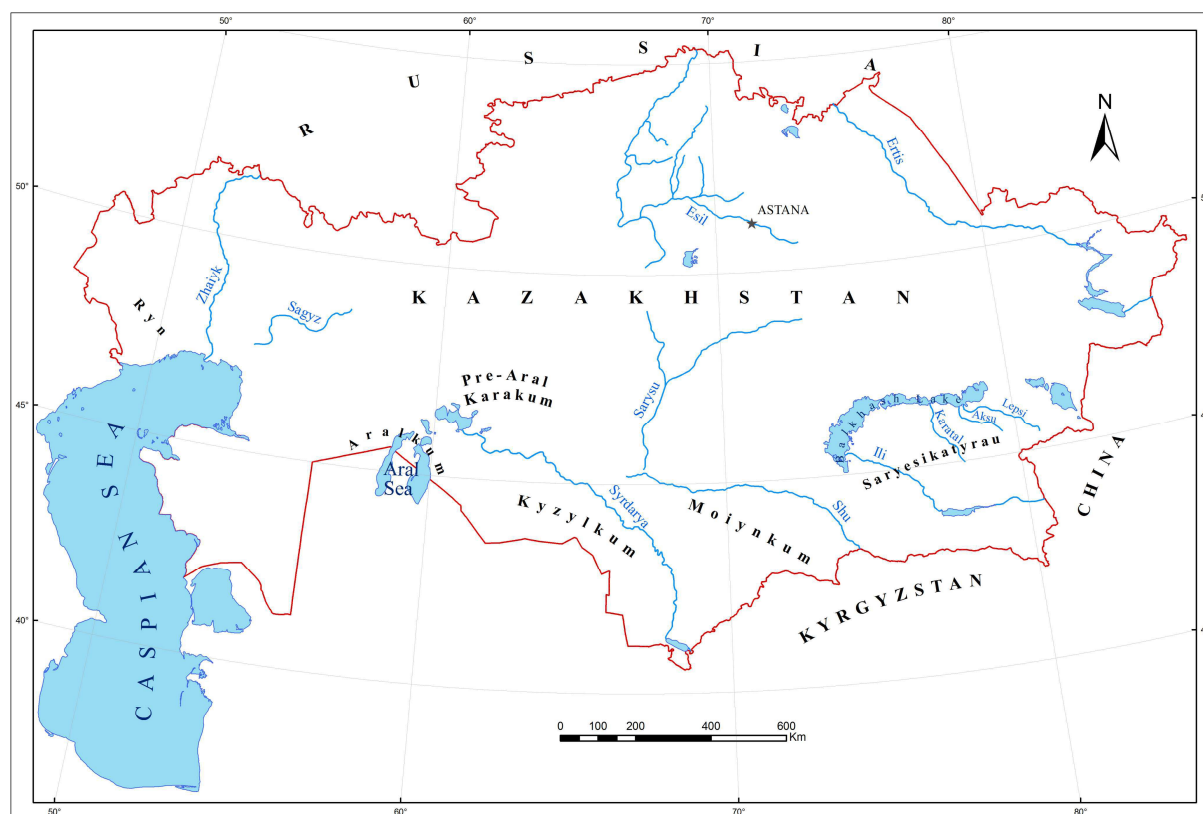 50°
60°
70°
80°
R U S S I A
N
50°
Ertis
ASTANA
Esil
Zhaiyk
KAZAKHSTAN
Ryn
Sagyz
Pre-Aral
Karakum
Sarysu
Balkhash Lake
Lepsi
Aksu
Karatal
45°
Aralkum
Ili
Saryesikatyrau
CHINA
Aral
Sea
Syrdarya
Kyzylkum
Moiynkum
Shu
CASPIAN SEA
KYRGYZSTAN
40°
0 100 200 400 600
Km
50°
60°
70°
80°